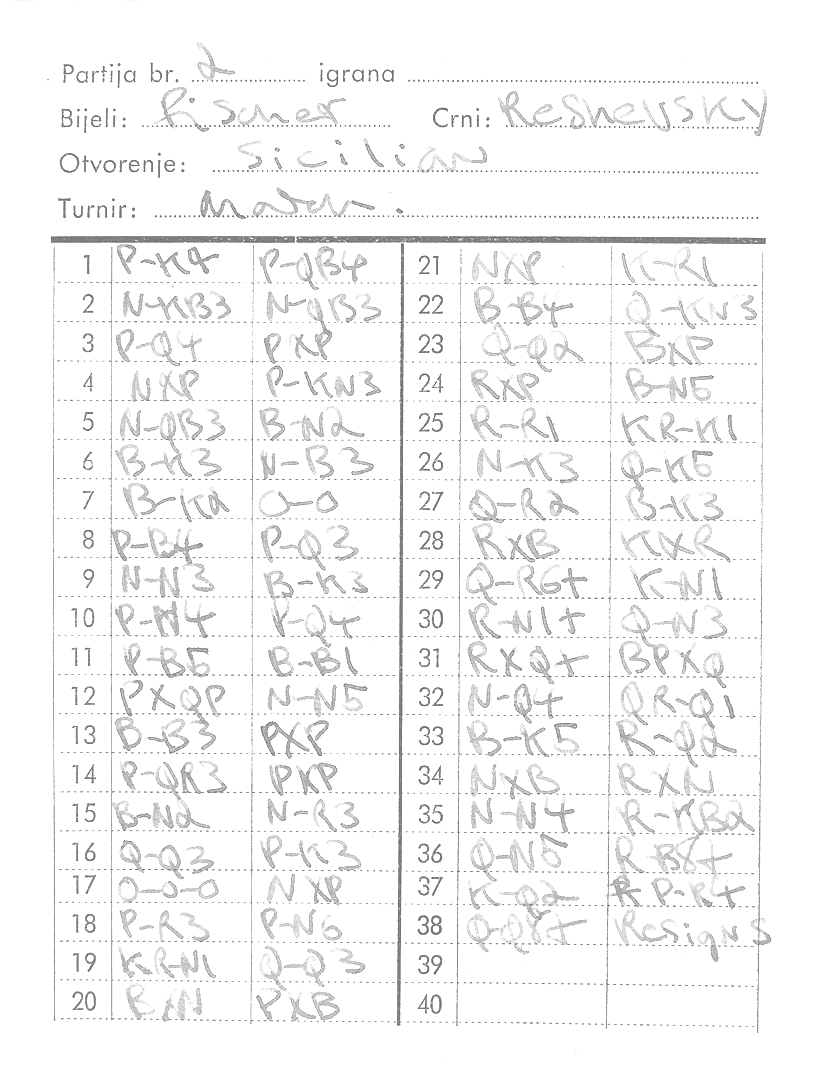 Partija br. 2 igrana
Bijeli: Fischer Crni: Reshevsky
Otvorenje: Sicilian
Turnir: Match.
1 P-K4 P-QB4 21 NXP K-R1
2 N-KB3 N-QB3 22 B-B4 Q-KN3
3 P-Q4 PXP 23 Q-Q2 BXP
4 NXP P-KN3 24 RXP B-N5
5 N-QB3 B-N2 25 R-R1 KR-K1
6 B-K3 N-B3 26 N-K3 Q-K5
7 B-K2 O-O 27 Q-R2 B-K3
8 P-B4 P-Q3 28 RXB KXR
9 N-N3 B-K3 29 Q-R6+ K-N1
10 P-N4 P-Q4 30 R-N1+ Q-N3
11 P-B5 B-B1 31 RXQ+ BPXQ
12 PXQP N-N5 32 N-Q4 QR-Q1
13 B-B3 PXP 33 B-K5 R-Q2
14 P-QR3 PXP 34 NXB RXN
15 B-N2 N-R3 35 N-N4 R-KB2
16 Q-Q3 P-K3 36 Q-N5 R-B8+
17 O-O-O NXP 37 K-Q2 P-R4
18 P-R3 P-N6 38 Q-Q8+ Resigns
19 KR-N1 Q-Q3 39
20 BXN PXB 40